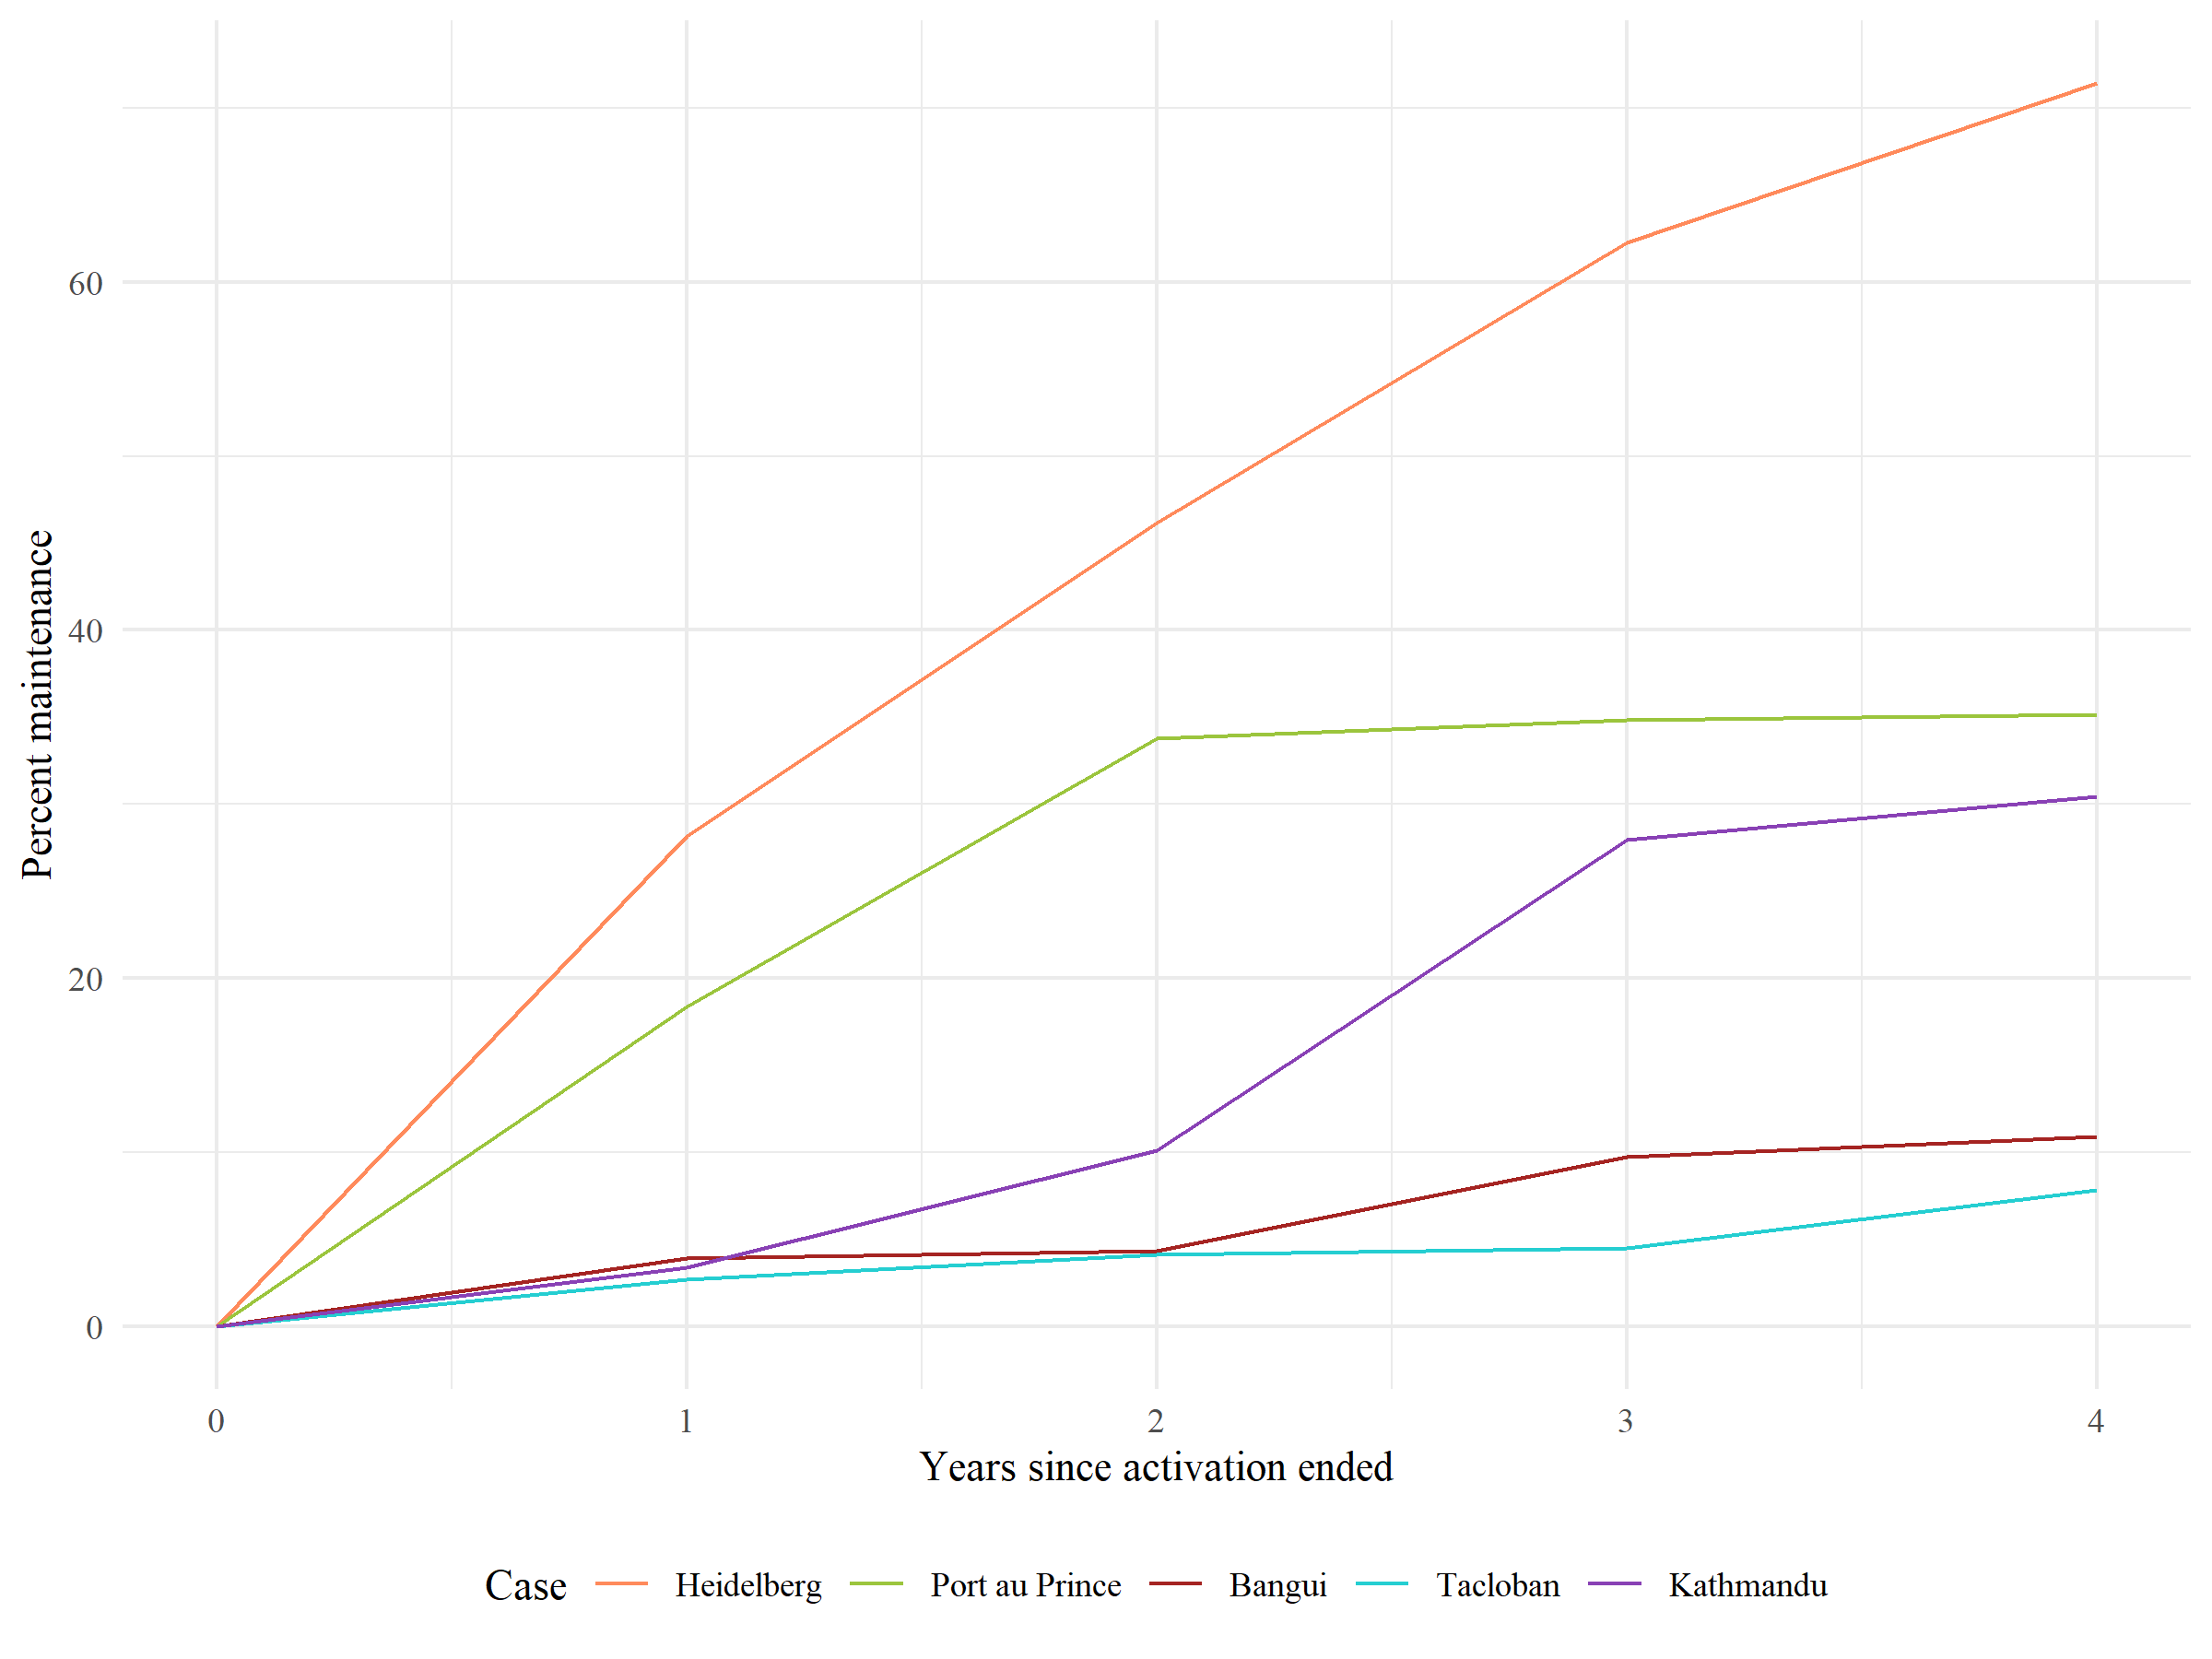 Percent maintenance
60
40
20
0
0 1 2 3 4
Years since activation ended
Case Heidelberg Port au Prince Bangui Tacloban Kathmandu